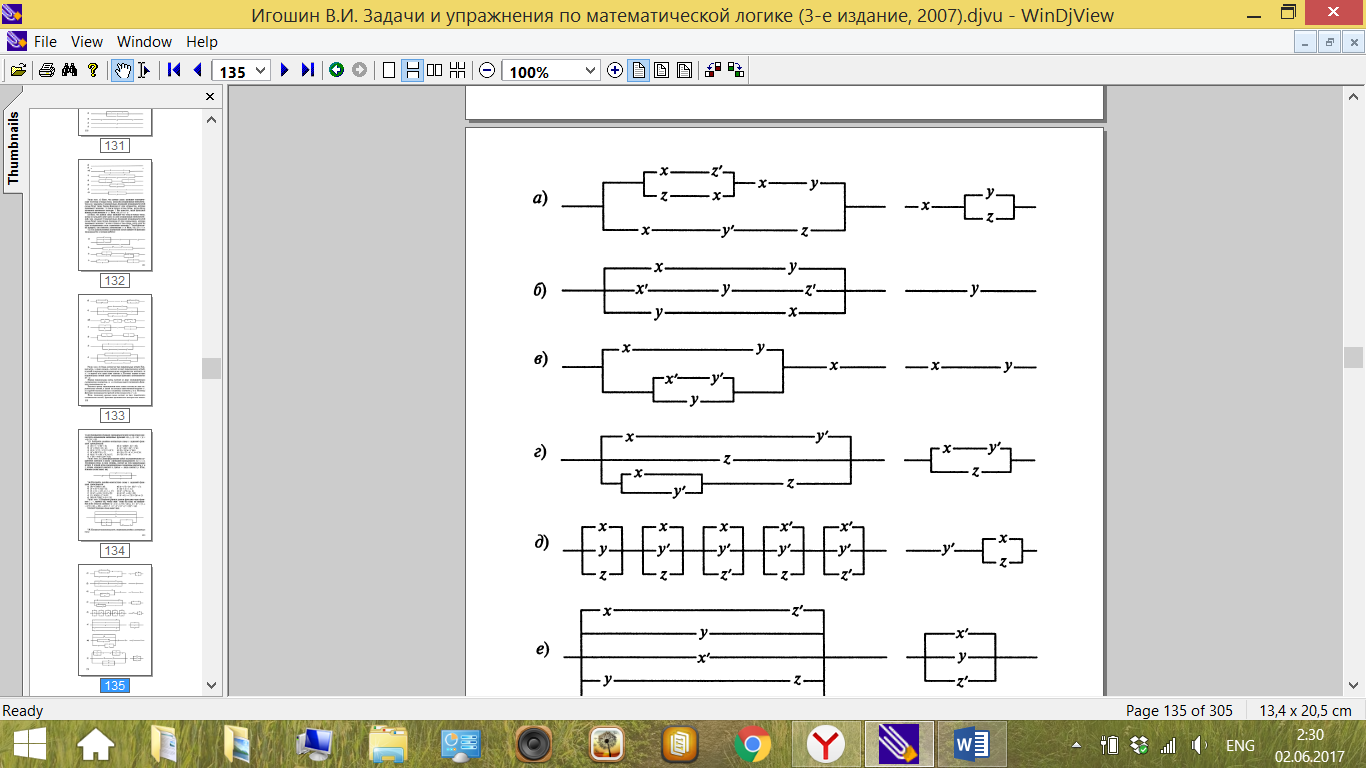 Игошин В.И. Задачи и упражнения по математической логике (3-е издание, 2007).djvu - WinDjView
File View Window Help
135 100%
Thumbnails
131
132
133
134
135
а) x z′ x y x y
z x z
x y′ z
б) x y
x′ y z′ y
y x
в) x y
x′ y′ x x y
y
г) x y′ x y′
z z
x z
y′
д) x x x x′ x′ x
y y′ y′ y′ y′ y′
z z z′ z z′ z
е) x z′ x′
y y
x′ z′
y z
Ready Page 135 of 305 13,4 x 20,5 cm
ENG 2:30
02.06.2017